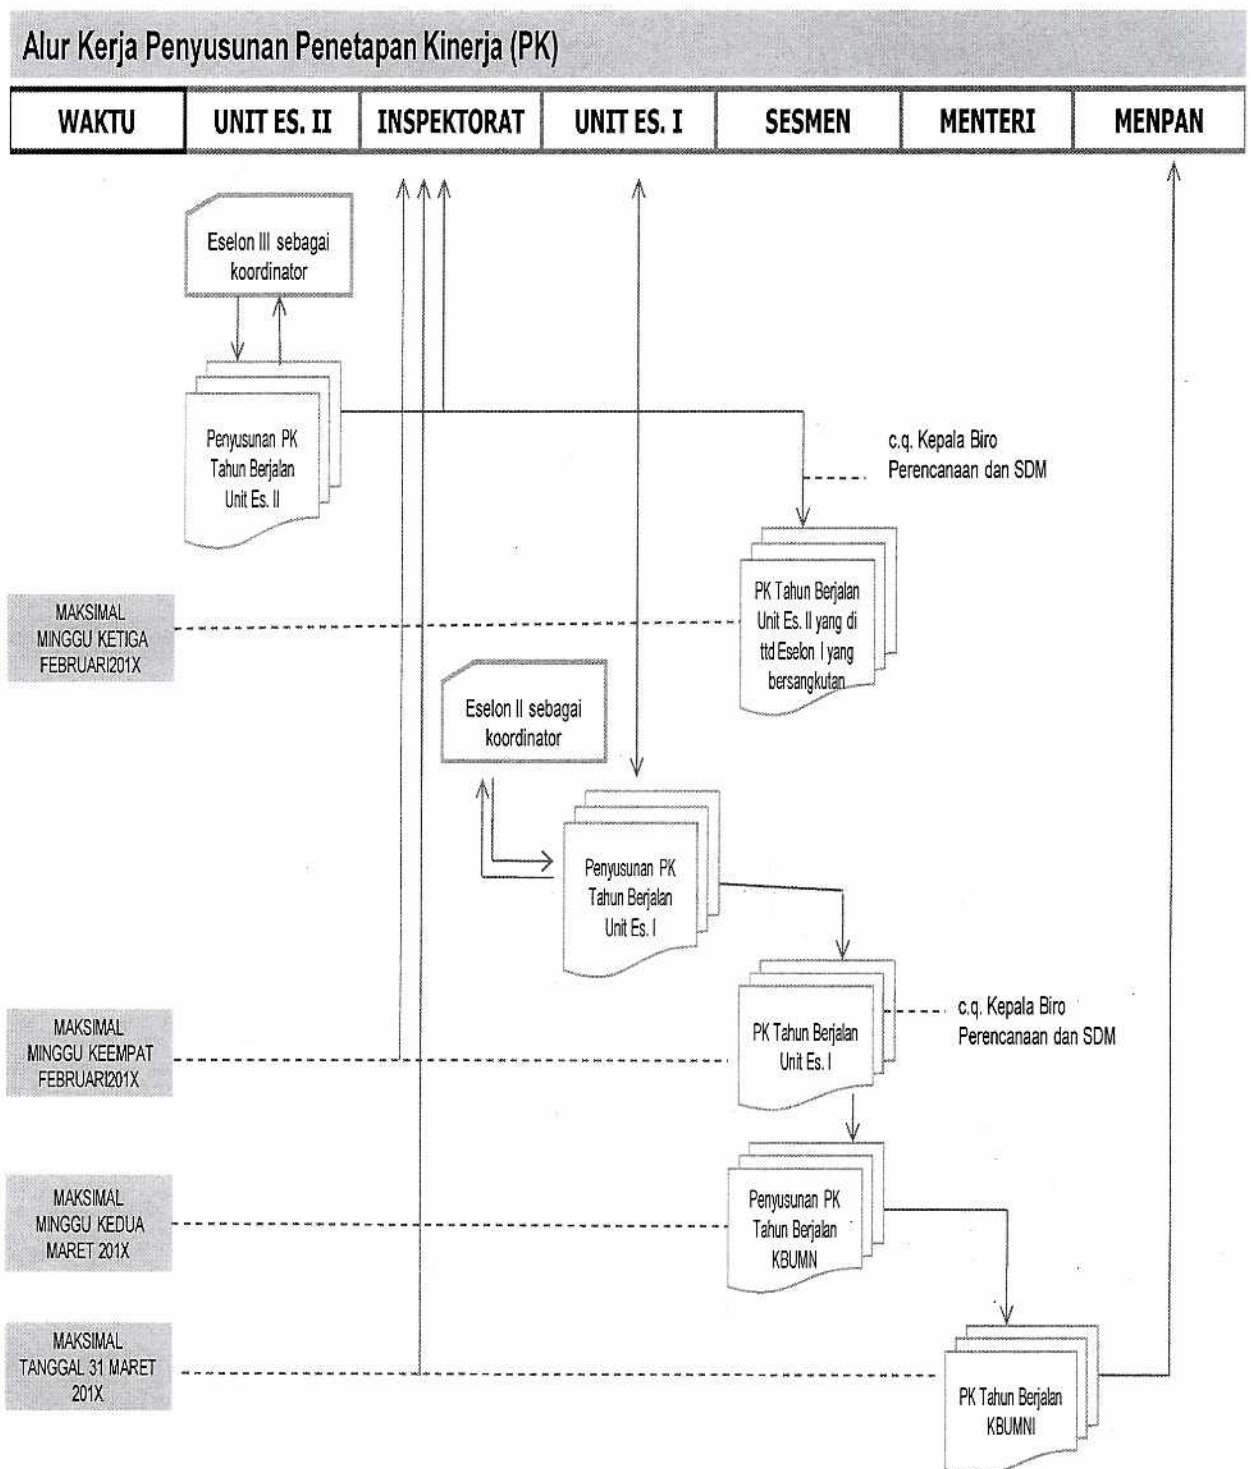 Alur Kerja Penyusunan Penetapan Kinerja (PK)
WAKTU
UNIT ES. II
INSPEKTORAT
UNIT ES. I
SESMEN
MENTERI
MENPAN
Eselon III sebagai
koordinator
Penyusunan PK
Tahun Berjalan
Unit Es. II
c.q. Kepala Biro
Perencanaan dan SDM
MAKSIMAL
MINGGU KETIGA
FEBRUARI201X
PK Tahun Berjalan
Unit Es. II yang di
ttd Eselon I yang
bersangkutan
Eselon II sebagai
koordinator
Penyusunan PK
Tahun Berjalan
Unit Es. I
MAKSIMAL
MINGGU KEEMPAT
FEBRUARI201X
PK Tahun Berjalan
Unit Es. I
c.q. Kepala Biro
Perencanaan dan SDM
MAKSIMAL
MINGGU KEDUA
MARET 201X
Penyusunan PK
Tahun Berjalan
KBUMN
MAKSIMAL
TANGGAL 31 MARET
201X
PK Tahun Berjalan
KBUMNI